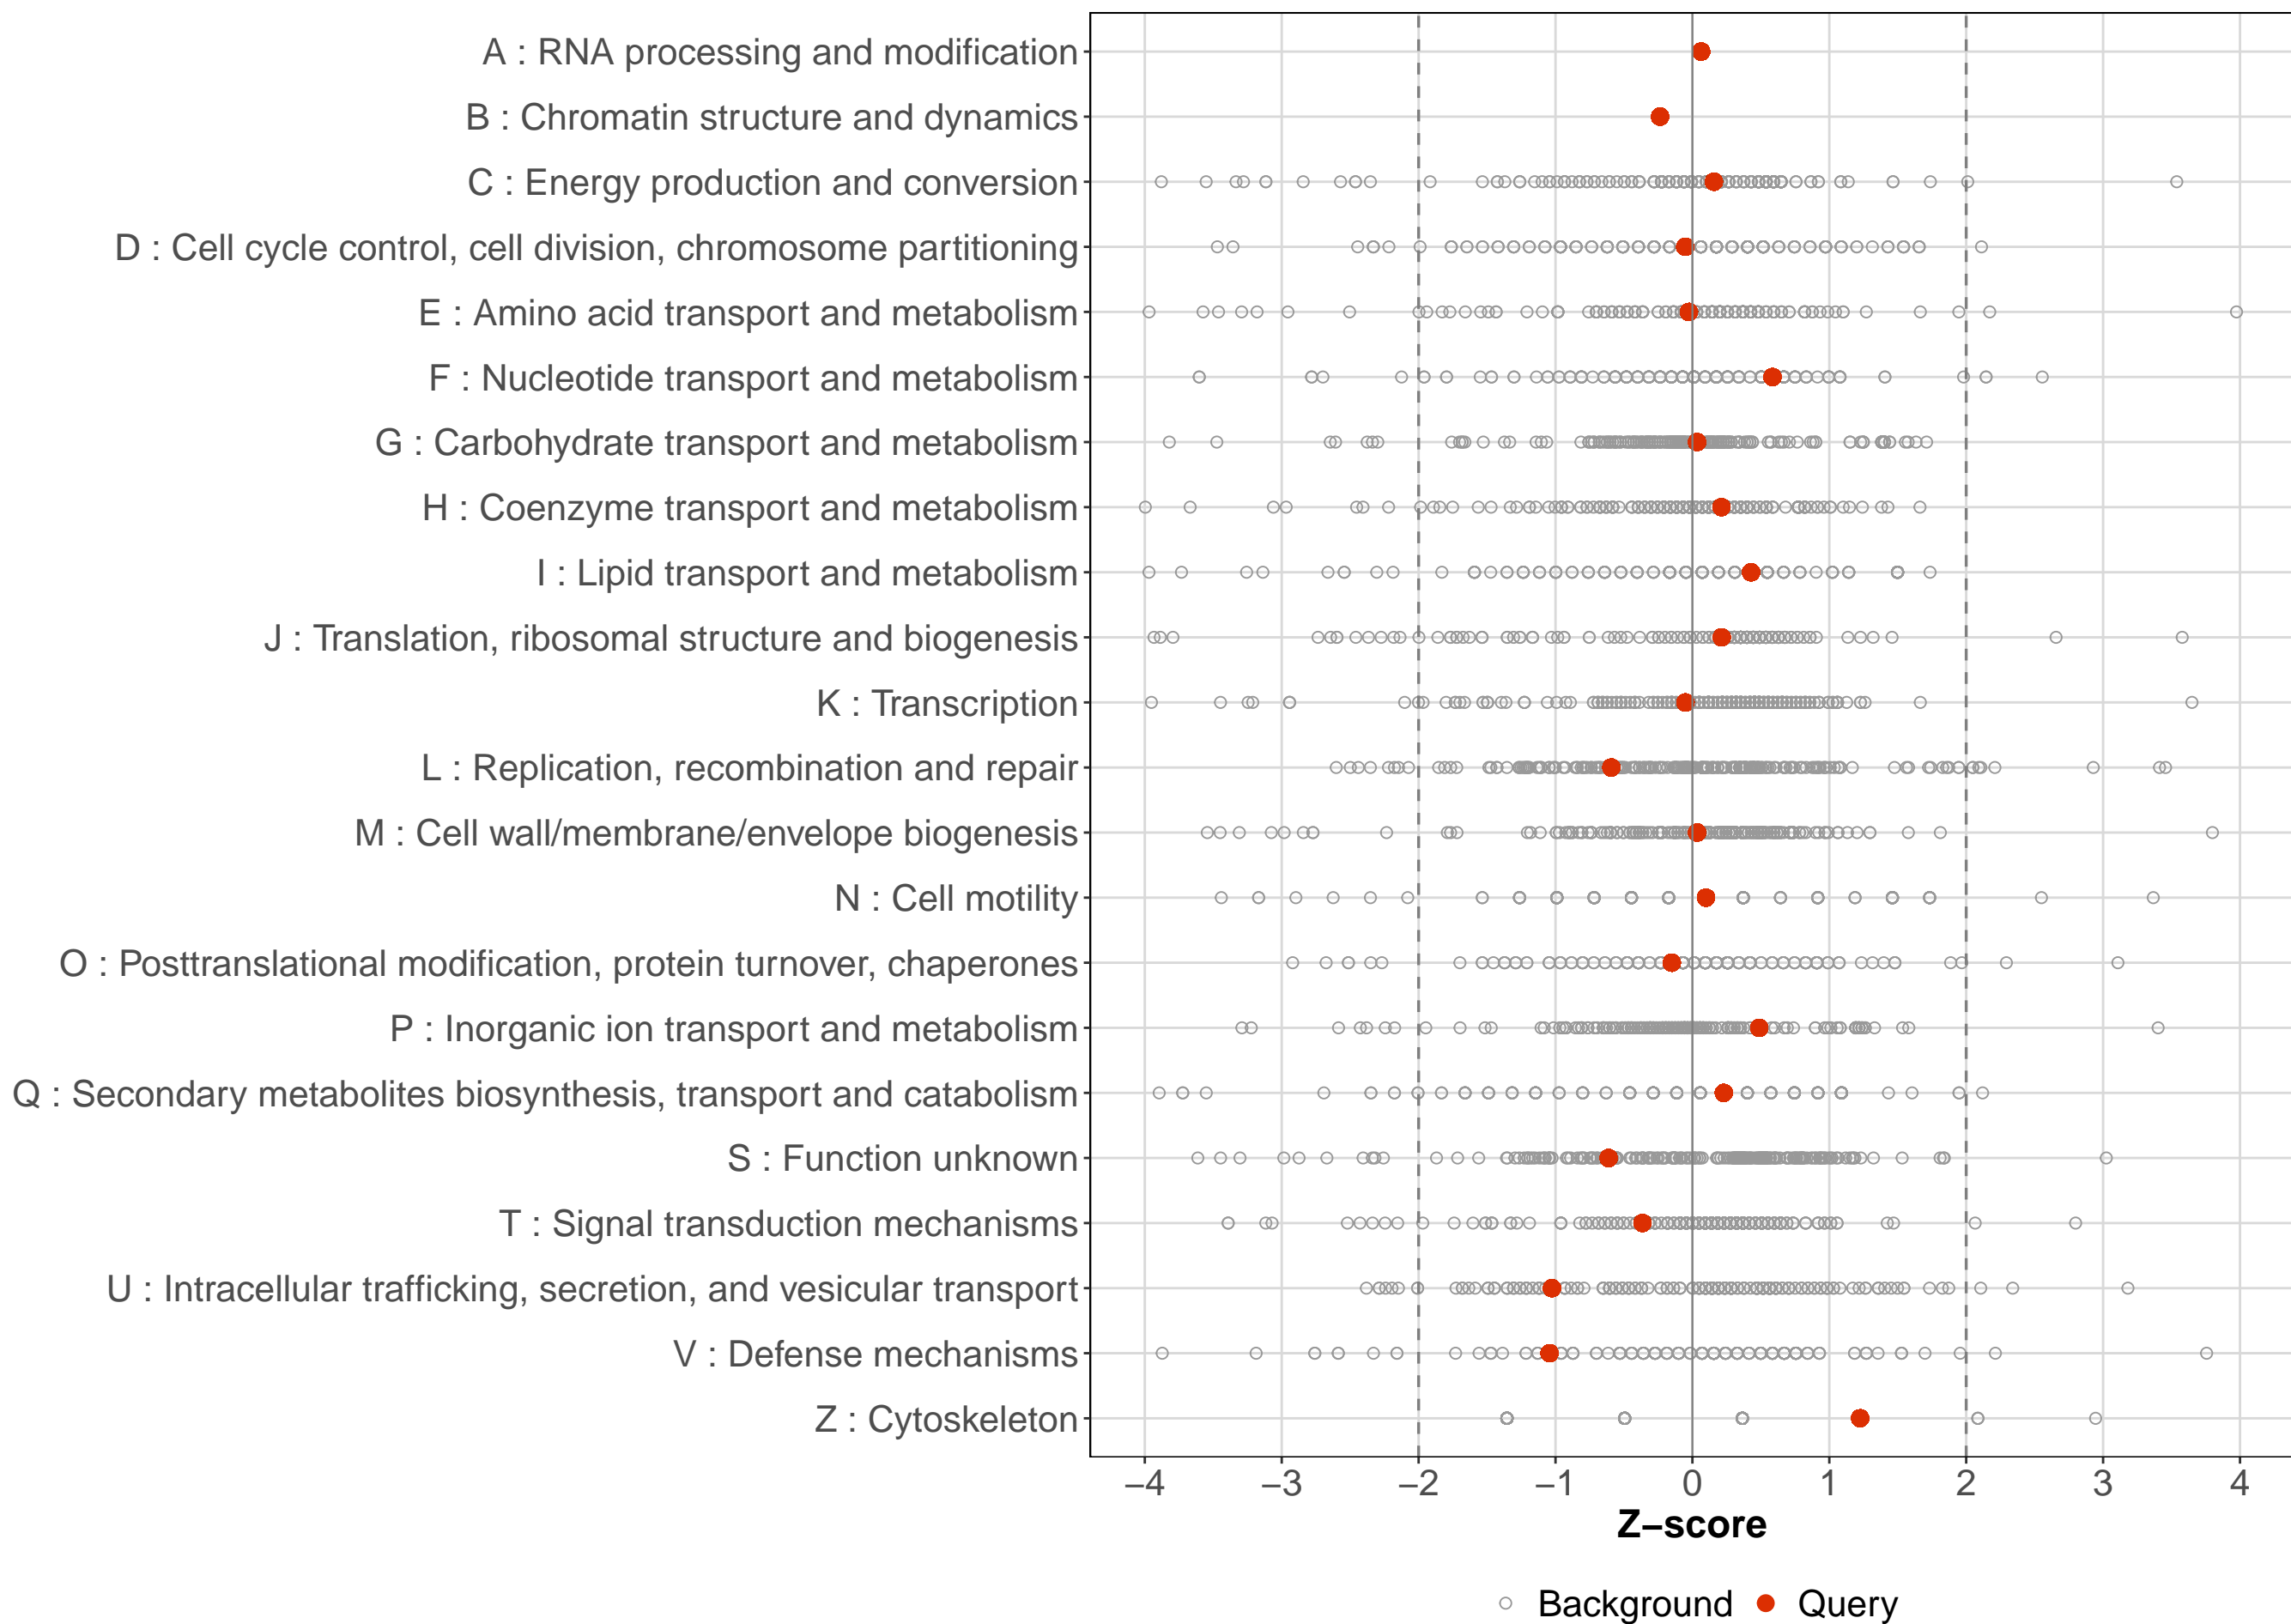 A : RNA processing and modification
B : Chromatin structure and dynamics
C : Energy production and conversion
D : Cell cycle control, cell division, chromosome partitioning
E : Amino acid transport and metabolism
F : Nucleotide transport and metabolism
G : Carbohydrate transport and metabolism
H : Coenzyme transport and metabolism
I : Lipid transport and metabolism
J : Translation, ribosomal structure and biogenesis
K : Transcription
L : Replication, recombination and repair
M : Cell wall/membrane/envelope biogenesis
N : Cell motility
O : Posttranslational modification, protein turnover, chaperones
P : Inorganic ion transport and metabolism
Q : Secondary metabolites biosynthesis, transport and catabolism
S : Function unknown
T : Signal transduction mechanisms
U : Intracellular trafficking, secretion, and vesicular transport
V : Defense mechanisms
Z : Cytoskeleton
−4 −3 −2 −1 0 1 2 3 4
Z−score
Background Query